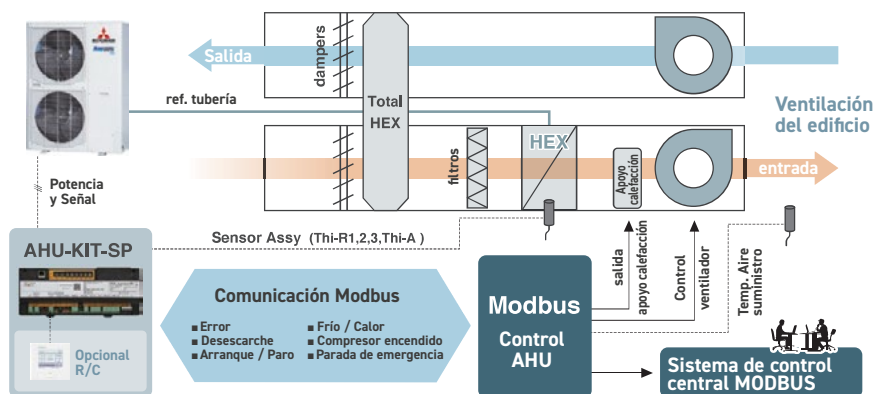 MITSUBISHI
Salida
dampers
ref. tubería
Total
HEX
Ventilación
del edificio
HEX
filtros
Apoyo
calefacción
entrada
Potencia
y Señal
Sensor Assy (Thi-R1,2,3,Thi-A )
AHU-KIT-SP
Opcional
R/C
Comunicación Modbus
■ Error
■ Desescarche
■ Arranque / Paro
■ Frío / Calor
■ Compresor encendido
■ Parada de emergencia
salida
apoyo calefacción
Control
ventilador
Temp. Aire
suministro
Modbus
Control
AHU
Sistema de control
central MODBUS